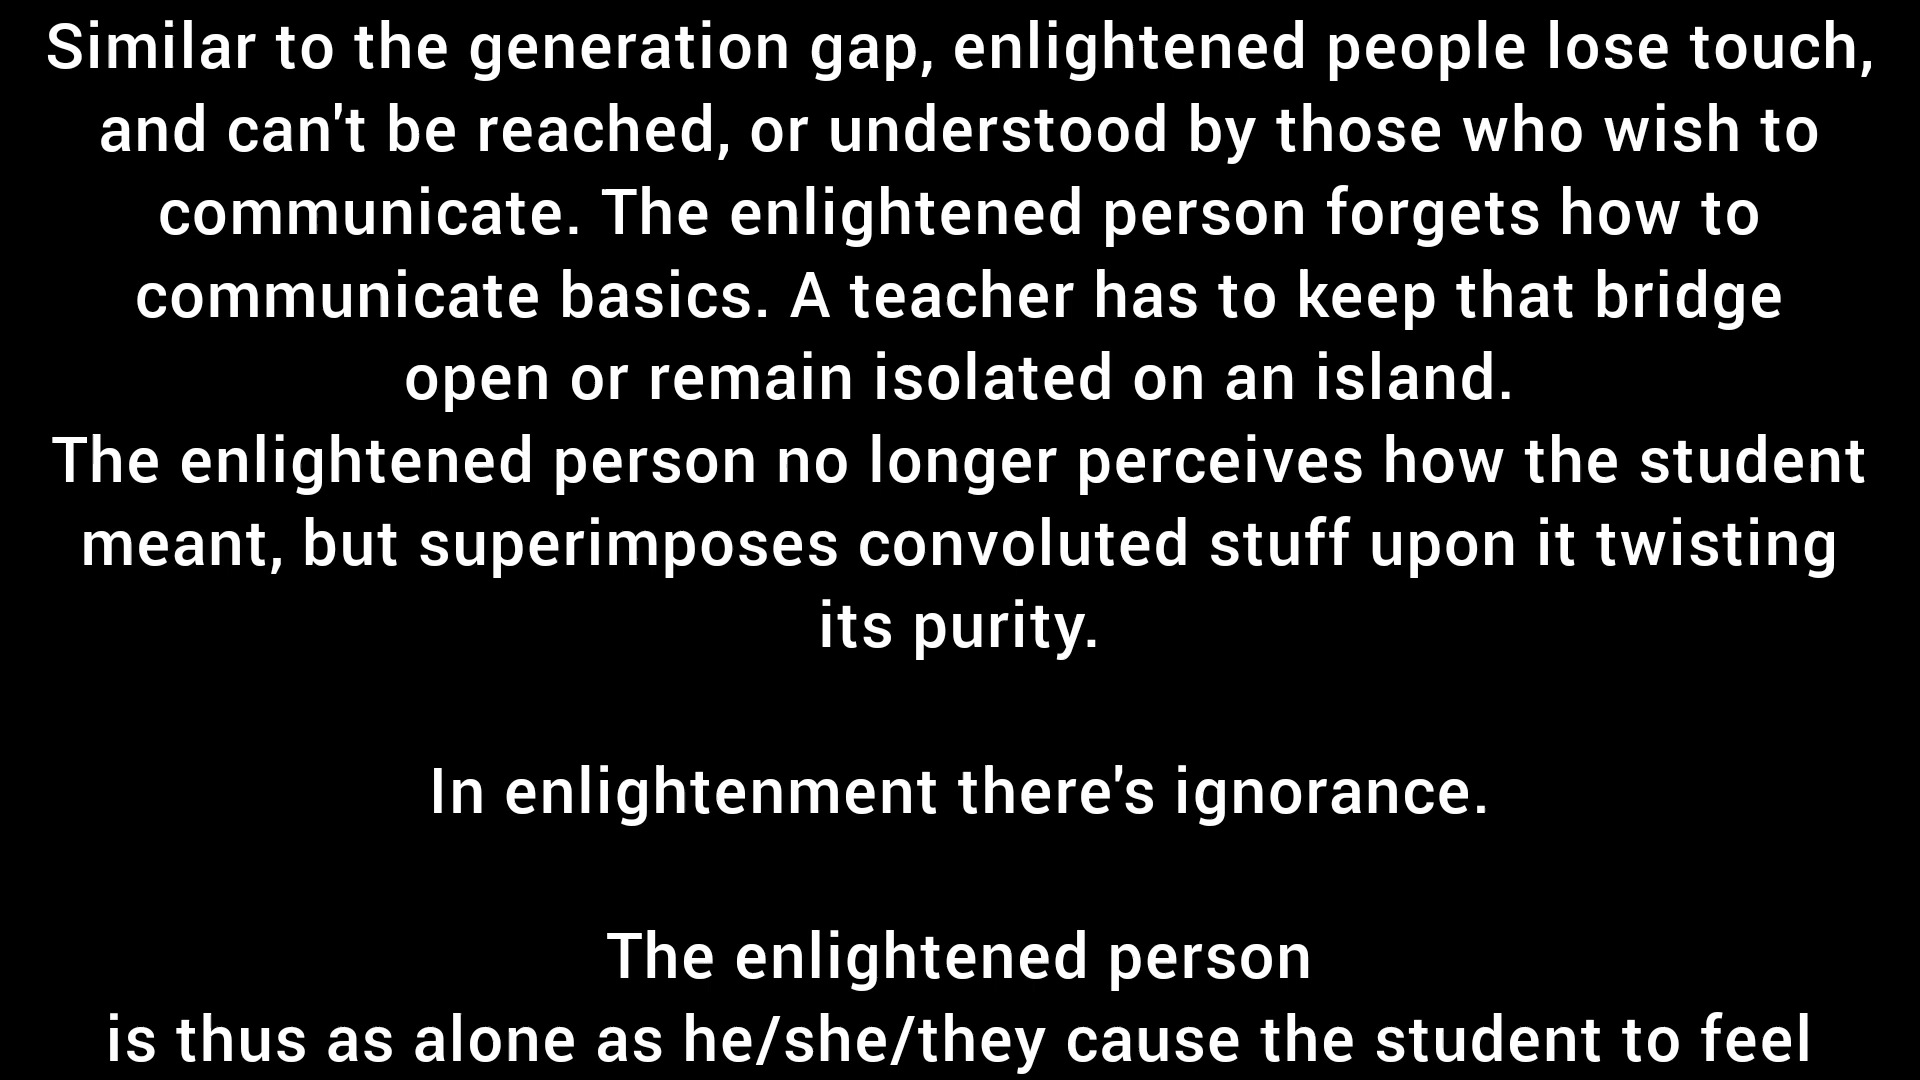 Similar to the generation gap, enlightened people lose touch,
and can't be reached, or understood by those who wish to
communicate. The enlightened person forgets how to
communicate basics. A teacher has to keep that bridge
open or remain isolated on an island.
The enlightened person no longer perceives how the student
meant, but superimposes convoluted stuff upon it twisting
its purity.
In enlightenment there's ignorance.
The enlightened person
is thus as alone as he/she/they cause the student to feel